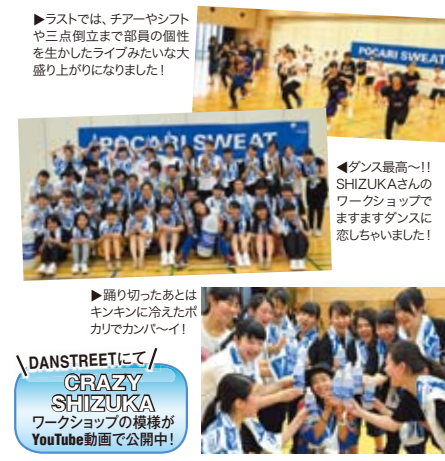 ▶ラストでは、チアーやシフト
や三点倒立まで部員の個性
を生かしたライブみたいな大
盛り上がりになりました!
POCARI SWEAT
POCARI SWEAT
◀ダンス最高〜!!
SHIZUKAさんの
ワークショップで
ますますダンスに
恋しちゃいました!
▶踊り切ったあとは
キンキンに冷えたポ
カリでカンパ〜イ!
\DANSTREETにて/
CRAZY
SHIZUKA
ワークショップの模様が
YouTube動画で公開中!